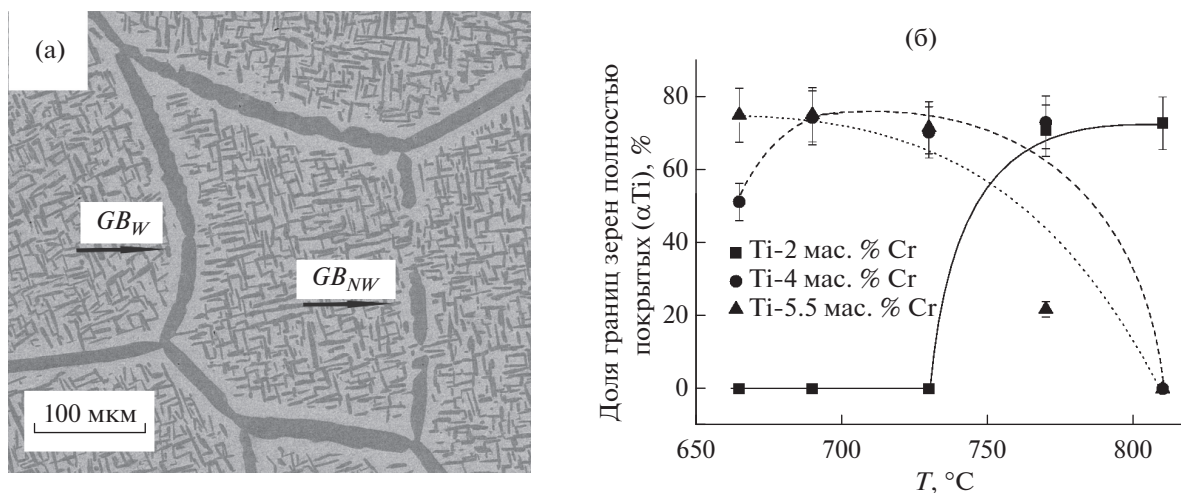 (а)
GB_W
GB_NW
100 мкм
(б)
Доля границ зерен полностью
покрытых (αTi), %
80
60
40
20
0
Ti-2 мас. % Cr
Ti-4 мас. % Cr
Ti-5.5 мас. % Cr
650
700
750
800
T, °C